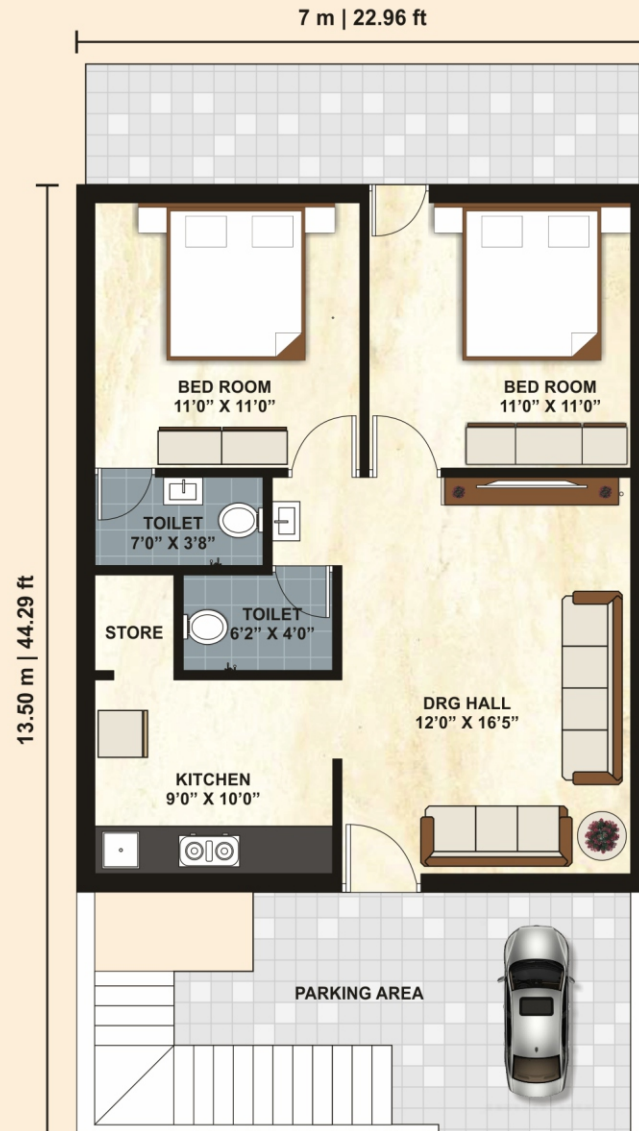 7 m | 22.96 ft
BED ROOM
11’0” X 11’0”
BED ROOM
11’0” X 11’0”
TOILET
7’0” X 3’8”
TOILET
6’2” X 4’0”
STORE
13.50 m | 44.29 ft
DRG HALL
12’0” X 16’5”
KITCHEN
9’0” X 10’0”
PARKING AREA